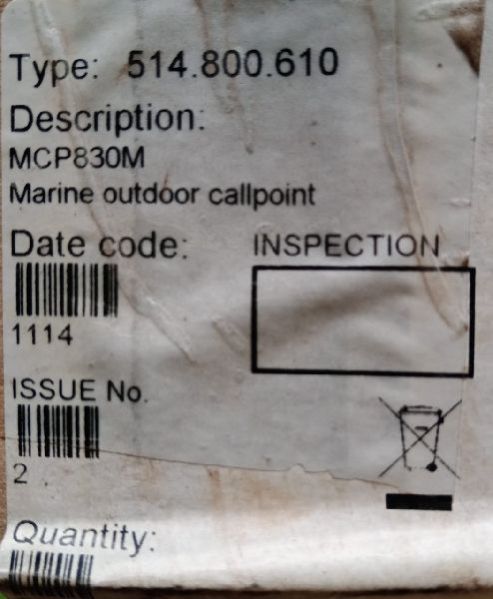 Type: 514.800.610
Description:
MCP830M
Marine outdoor callpoint
Date code:
INSPECTION
1114
ISSUE No.
2
Quantity: